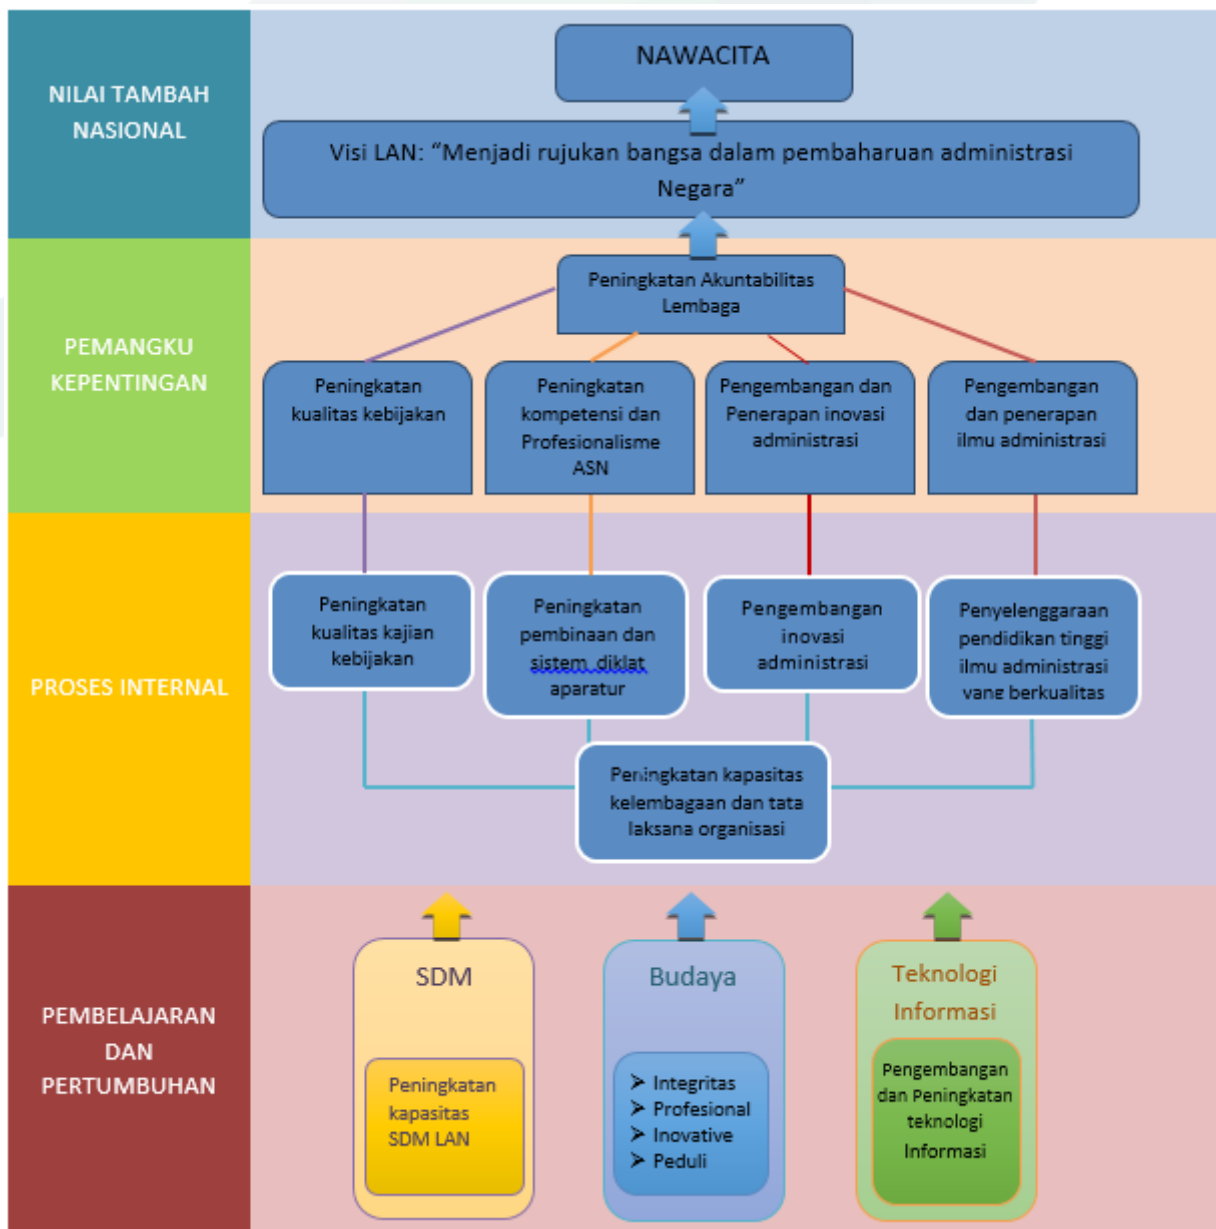 NILAI TAMBAH
NASIONAL
NAWACITA
Visi LAN: “Menjadi rujukan bangsa dalam pembaharuan administrasi
Negara”
PEMANGKU
KEPENTINGAN
Peningkatan Akuntabilitas
Lembaga
Peningkatan
kualitas kebijakan
Peningkatan
kompetensi dan
Profesionalisme
ASN
Pengembangan dan
Penerapan inovasi
administrasi
Pengembangan
dan penerapan
ilmu administrasi
PROSES INTERNAL
Peningkatan
kualitas kajian
kebijakan
Peningkatan
pembinaan dan
sistem diklat
aparatur
Pengembangan
inovasi
administrasi
Penyelenggaraan
pendidikan tinggi
ilmu administrasi
yang berkualitas
Peningkatan kapasitas
kelembagaan dan tata
laksana organisasi
PEMBELAJARAN
DAN
PERTUMBUHAN
SDM
Peningkatan
kapasitas
SDM LAN
Budaya
➤ Integritas
➤ Profesional
➤ Inovative
➤ Peduli
Teknologi
Informasi
Pengembangan
dan Peningkatan
teknologi
Informasi